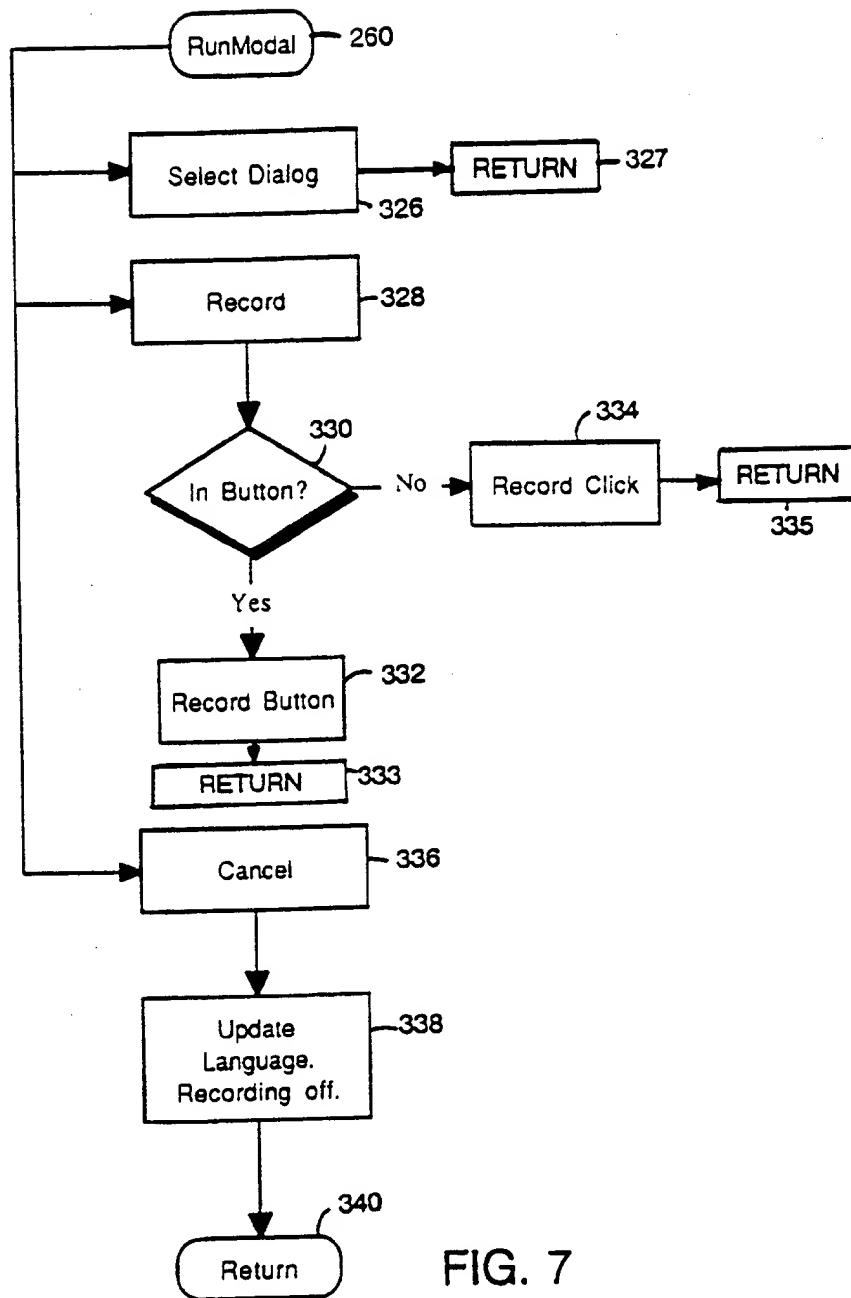 RunModal
260
Select Dialog
326
RETURN
327
Record
328
In Button?
330
No
Record Click
334
RETURN
335
Yes
Record Button
332
RETURN
333
Cancel
336
Update
Language.
Recording off.
338
Return
340
FIG. 7